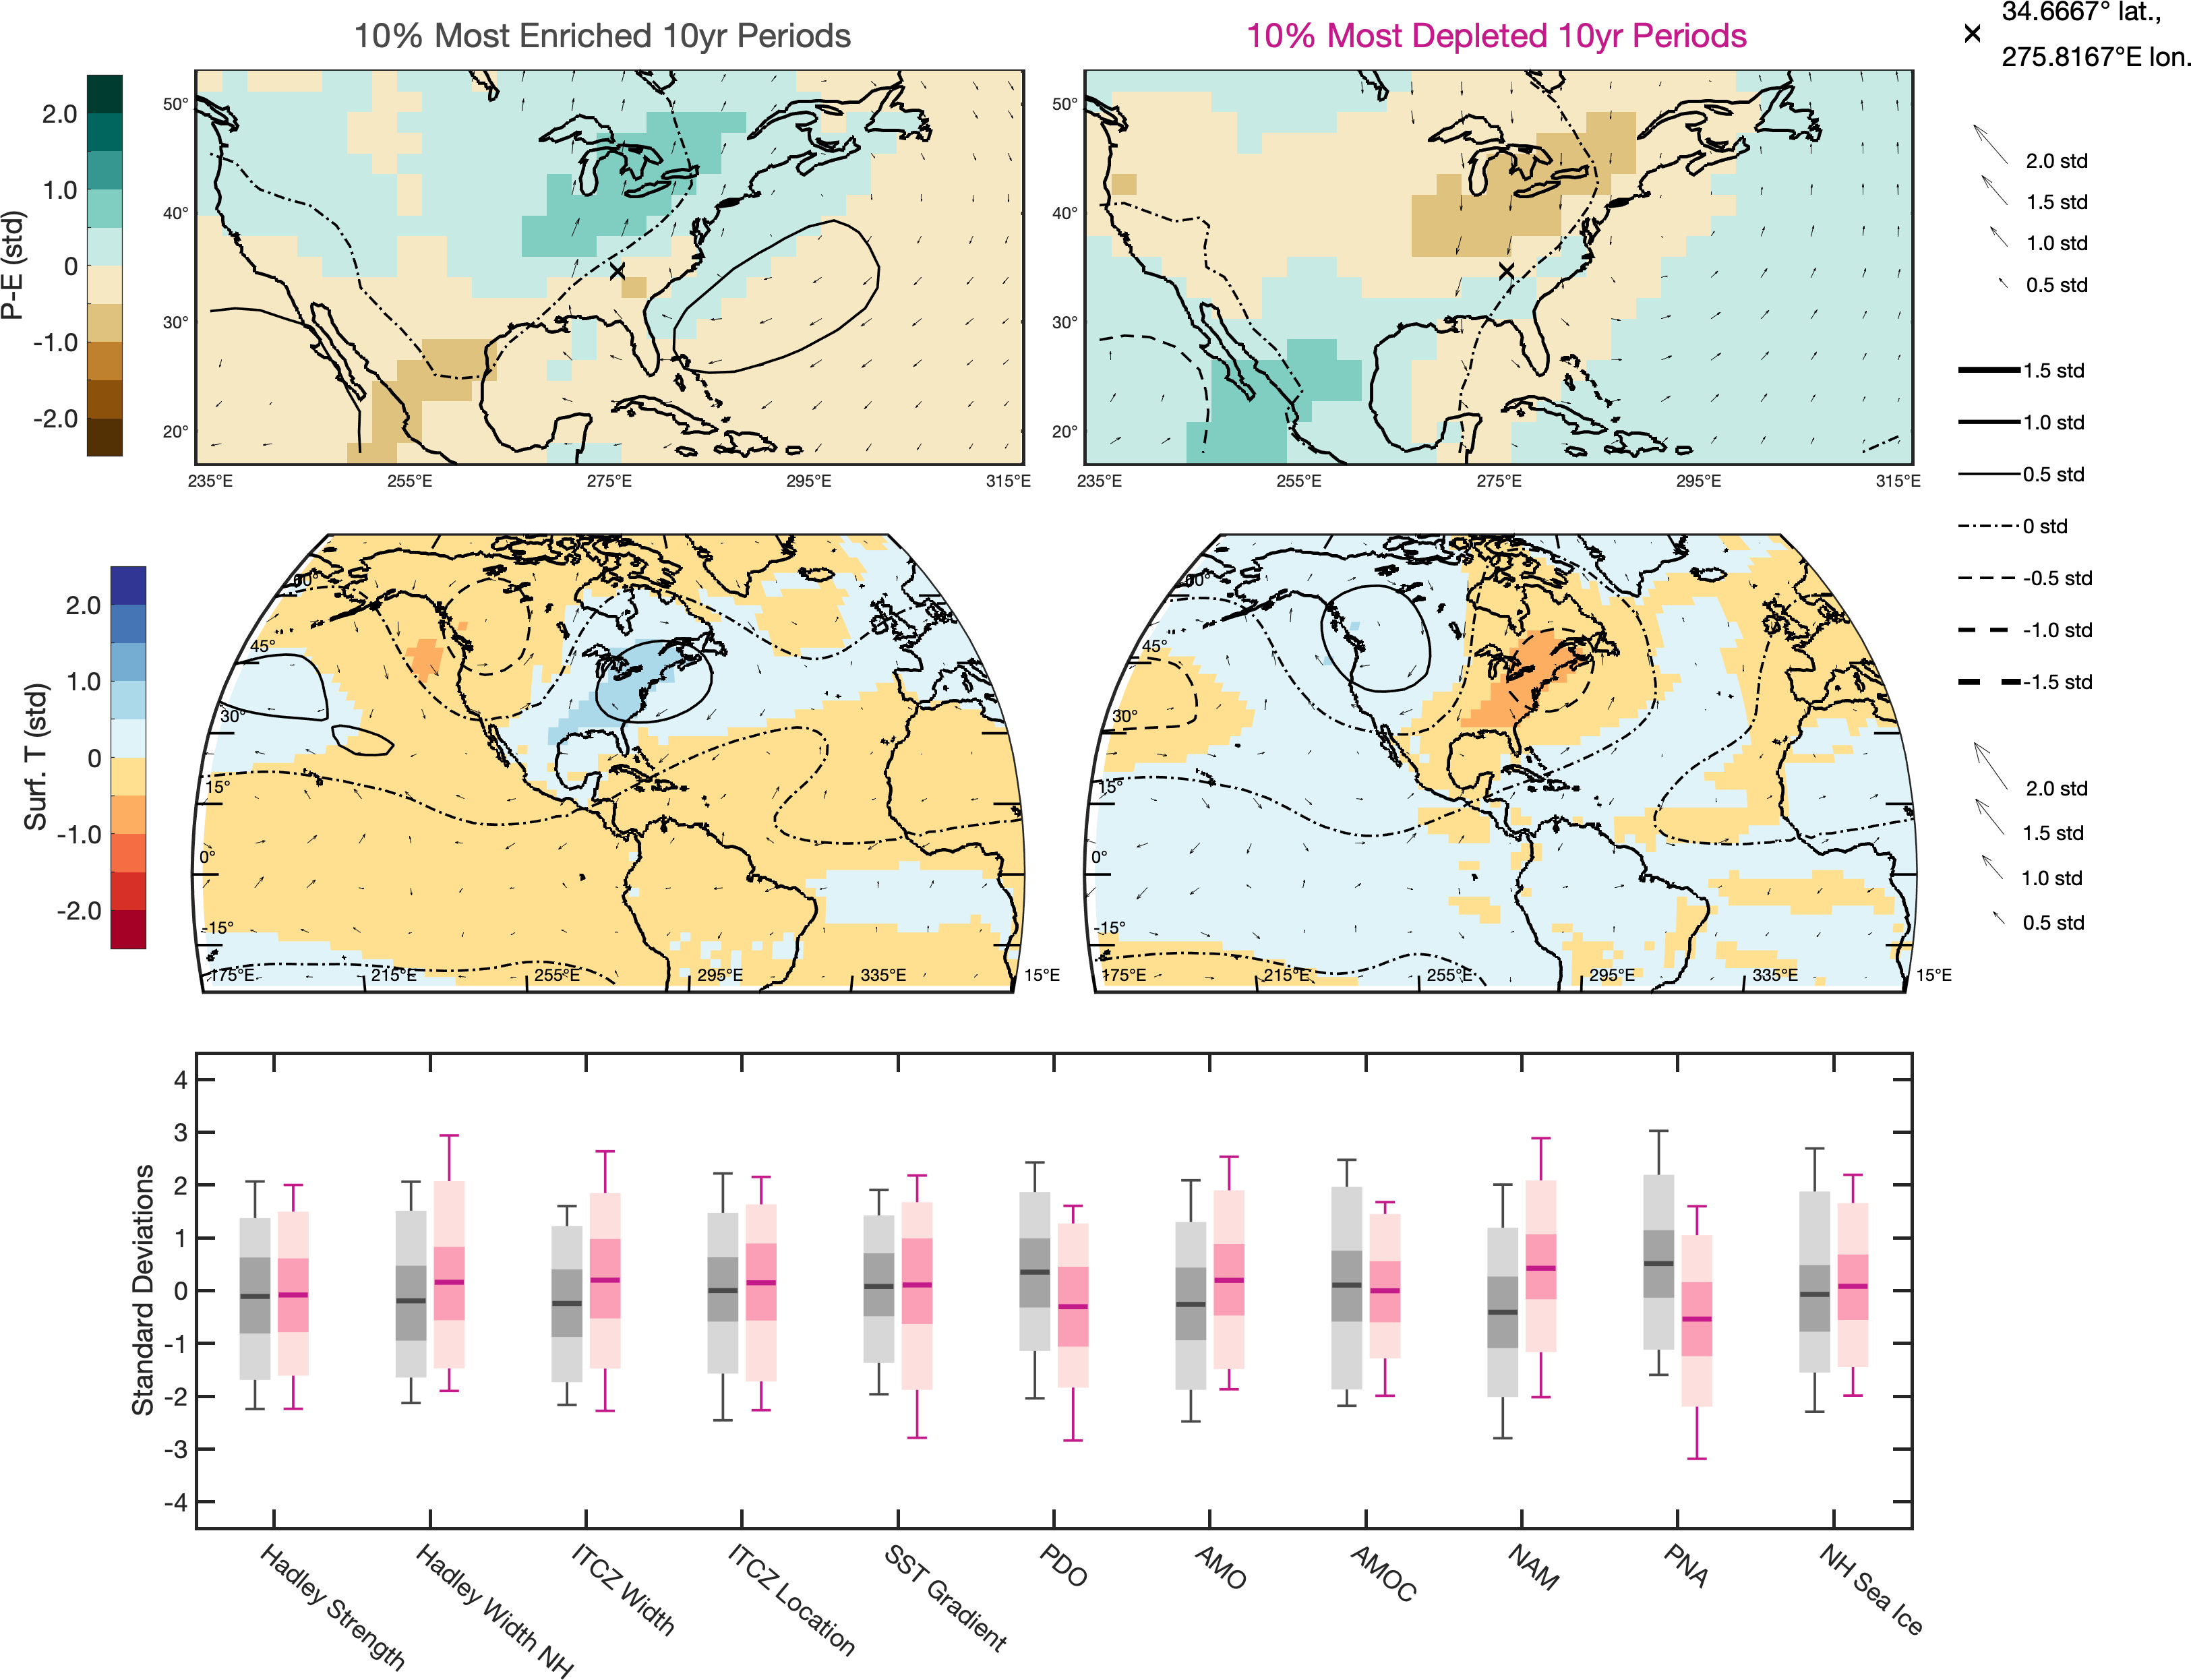 10% Most Enriched 10yr Periods
10% Most Depleted 10yr Periods
34.6667° lat.,
275.8167°E lon.
P-E (std)
2.0
1.0
0
-1.0
-2.0
50°
40°
30°
20°
235°E
255°E
275°E
295°E
315°E
50°
40°
30°
20°
235°E
255°E
275°E
295°E
315°E
2.0 std
1.5 std
1.0 std
0.5 std
1.5 std
1.0 std
0.5 std
0 std
-0.5 std
-1.0 std
-1.5 std
2.0 std
1.5 std
1.0 std
0.5 std
Surf. T (std)
2.0
1.0
0
-1.0
-2.0
60°
45°
30°
15°
0°
-15°
175°E
215°E
255°E
295°E
335°E
15°E
60°
45°
30°
15°
0°
-15°
175°E
215°E
255°E
295°E
335°E
15°E
Standard Deviations
4
3
2
1
0
-1
-2
-3
-4
Hadley Strength
Hadley Width NH
ITCZ Width
ITCZ Location
SST Gradient
PDO
AMO
AMOC
NAM
PNA
NH Sea Ice